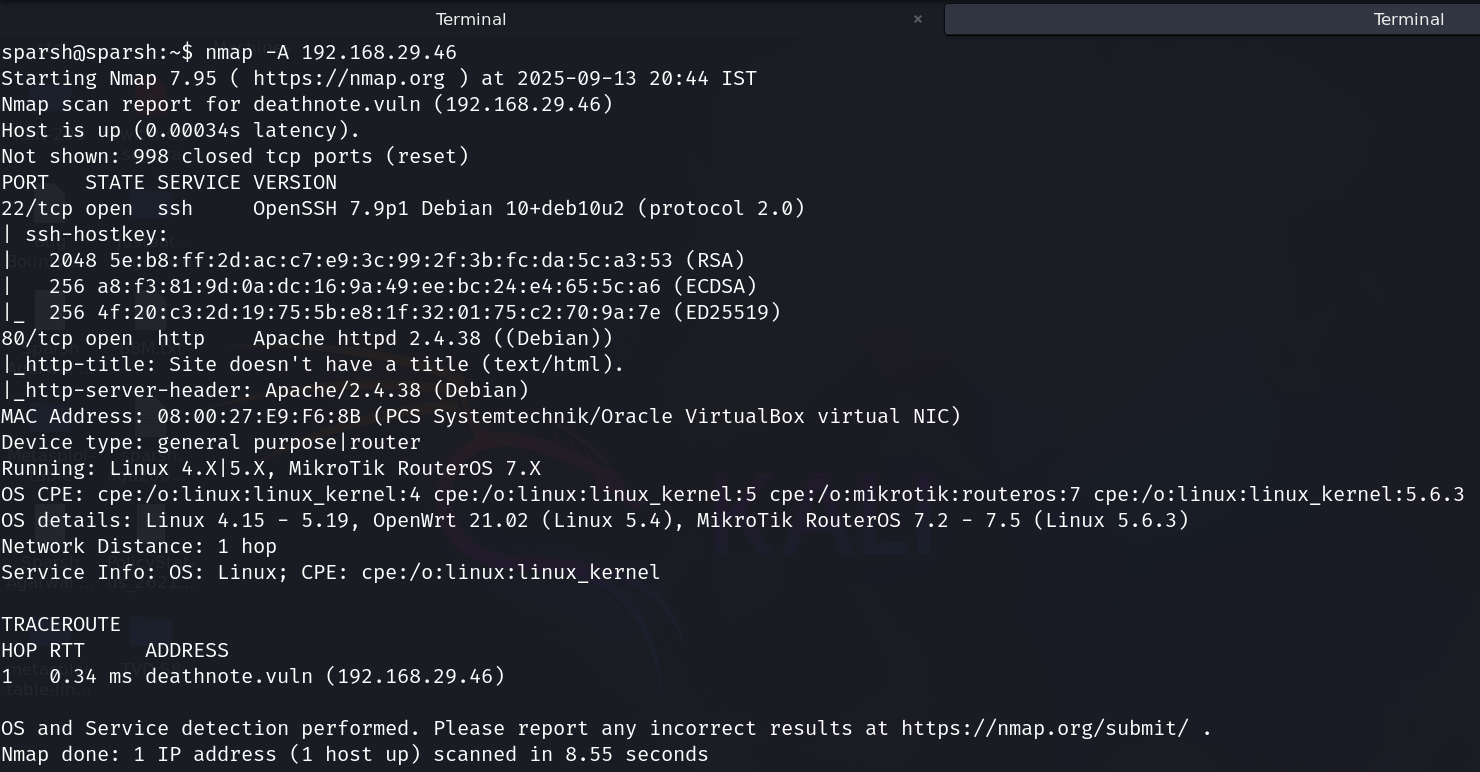 Terminal × Terminal
sparsh@sparsh:~$ nmap -A 192.168.29.46
Starting Nmap 7.95 ( https://nmap.org ) at 2025-09-13 20:44 IST
Nmap scan report for deathnote.vuln (192.168.29.46)
Host is up (0.00034s latency).
Not shown: 998 closed tcp ports (reset)
PORT   STATE SERVICE VERSION
22/tcp open  ssh     OpenSSH 7.9p1 Debian 10+deb10u2 (protocol 2.0)
| ssh-hostkey:
|   2048 5e:b8:ff:2d:ac:c7:e9:3c:99:2f:3b:fc:da:5c:a3:53 (RSA)
|   256 a8:f3:81:9d:0a:dc:16:9a:49:ee:bc:24:e4:65:5c:a6 (ECDSA)
|_  256 4f:20:c3:2d:19:75:5b:e8:1f:32:01:75:c2:70:9a:7e (ED25519)
80/tcp open  http    Apache httpd 2.4.38 ((Debian))
|_http-title: Site doesn't have a title (text/html).
|_http-server-header: Apache/2.4.38 (Debian)
MAC Address: 08:00:27:E9:F6:8B (PCS Systemtechnik/Oracle VirtualBox virtual NIC)
Device type: general purpose|router
Running: Linux 4.X|5.X, MikroTik RouterOS 7.X
OS CPE: cpe:/o:linux:linux_kernel:4 cpe:/o:linux:linux_kernel:5 cpe:/o:mikrotik:routeros:7 cpe:/o:linux:linux_kernel:5.6.3
OS details: Linux 4.15 - 5.19, OpenWrt 21.02 (Linux 5.4), MikroTik RouterOS 7.2 - 7.5 (Linux 5.6.3)
Network Distance: 1 hop
Service Info: OS: Linux; CPE: cpe:/o:linux:linux_kernel
TRACEROUTE
HOP RTT     ADDRESS
1   0.34 ms deathnote.vuln (192.168.29.46)
OS and Service detection performed. Please report any incorrect results at https://nmap.org/submit/ .
Nmap done: 1 IP address (1 host up) scanned in 8.55 seconds
KALI